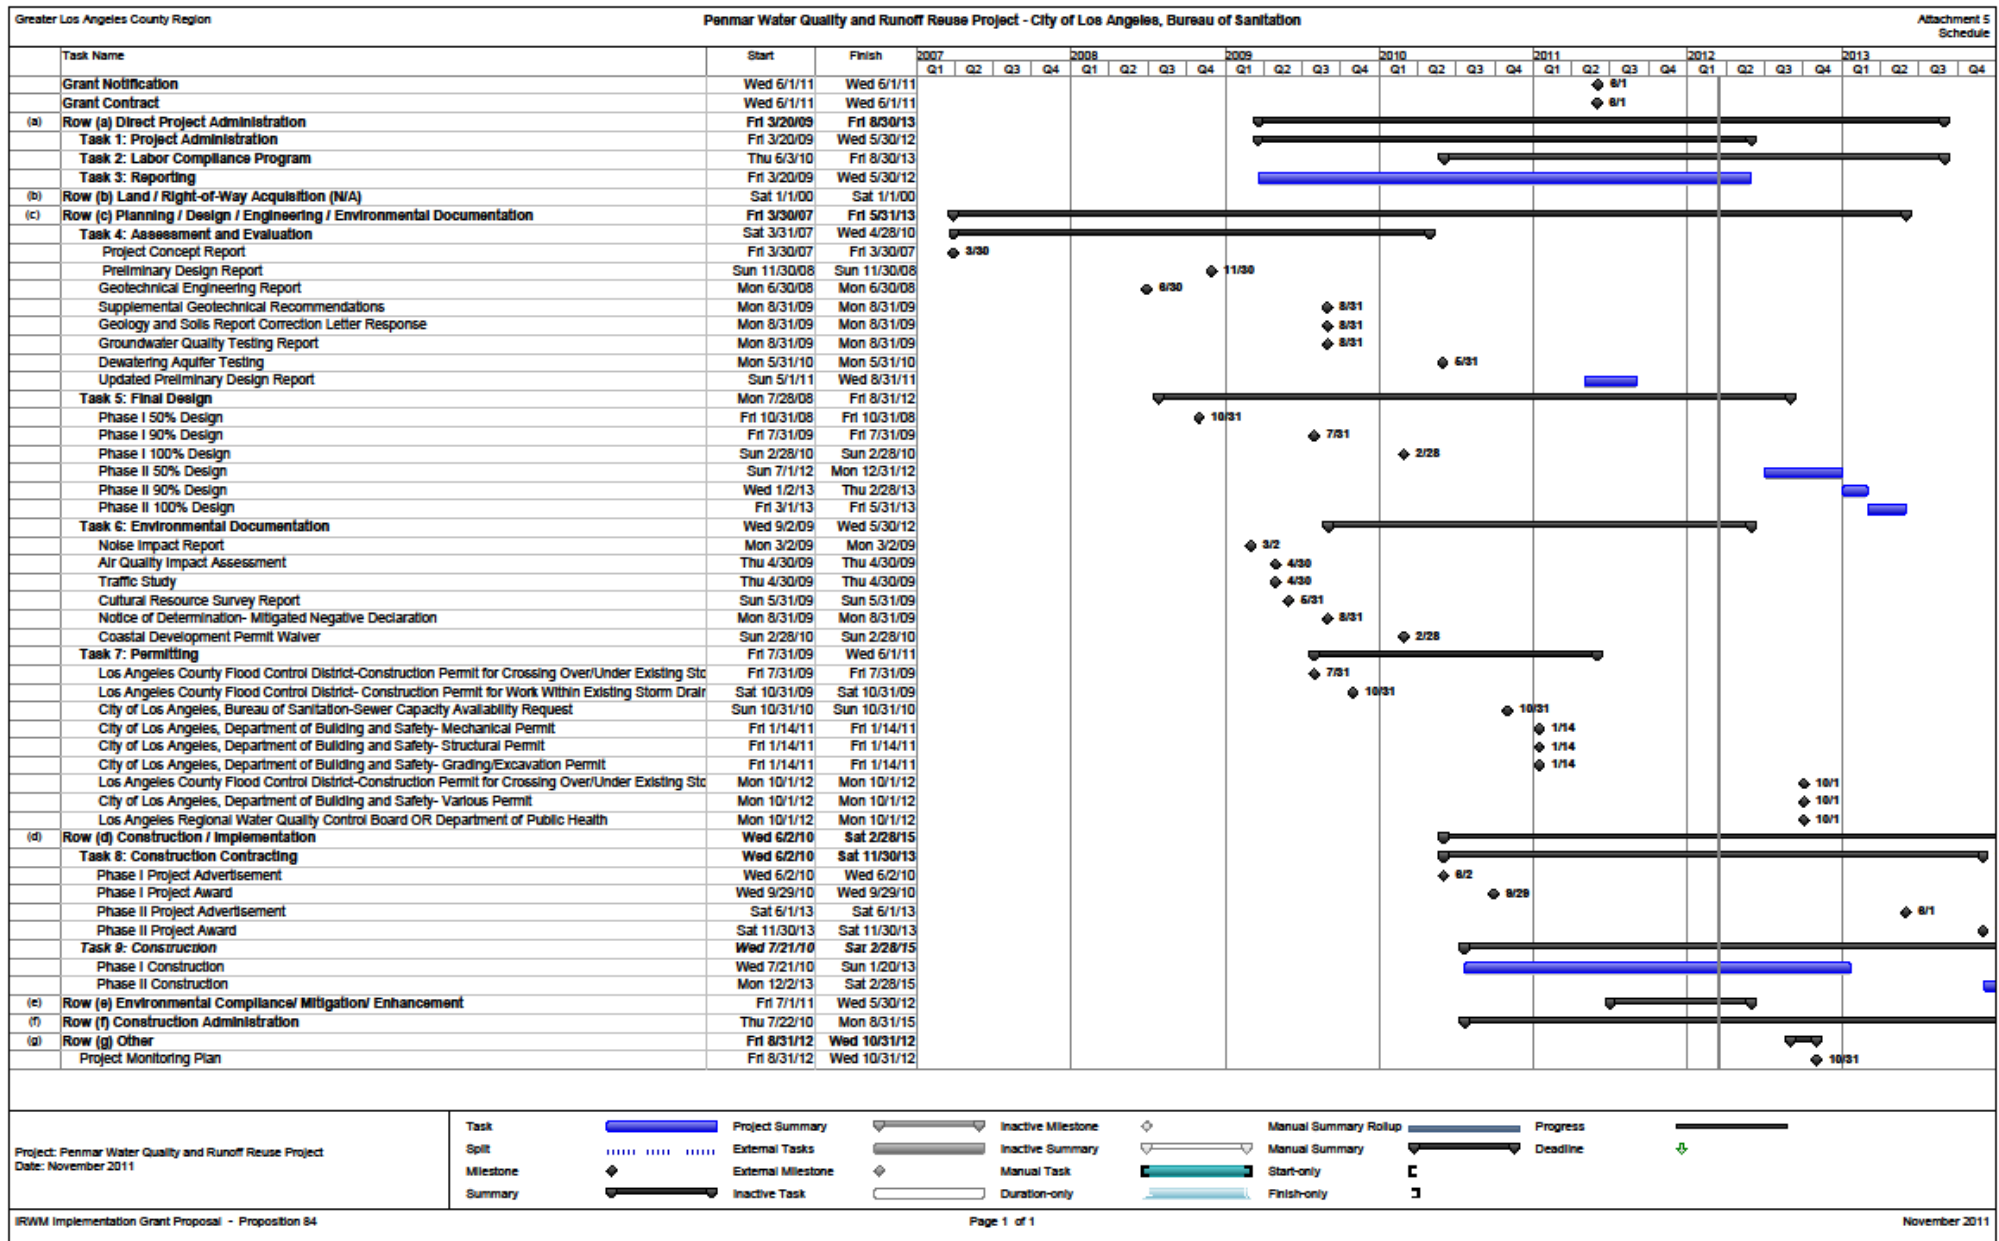 Greater Los Angeles County Region
Penmar Water Quality and Runoff Reuse Project - City of Los Angeles, Bureau of Sanitation
Attachment 5
Schedule
Task Name Start Finish 2007 2008 2009 2010 2011 2012 2013
Q1 Q2 Q3 Q4 Q1 Q2 Q3 Q4 Q1 Q2 Q3 Q4 Q1 Q2 Q3 Q4 Q1 Q2 Q3 Q4 Q1 Q2 Q3 Q4 Q1 Q2 Q3 Q4
Grant Notification Wed 6/1/11 Wed 6/1/11 6/1
Grant Contract Wed 6/1/11 Wed 6/1/11 6/1
(a) Row (a) Direct Project Administration Fri 3/20/09 Fri 8/30/13
Task 1: Project Administration Fri 3/20/09 Wed 5/30/12
Task 2: Labor Compliance Program Thu 6/3/10 Fri 8/30/13
Task 3: Reporting Fri 3/20/09 Wed 5/30/12
(b) Row (b) Land / Right-of-Way Acquisition (N/A) Sat 1/1/00 Sat 1/1/00
(c) Row (c) Planning / Design / Engineering / Environmental Documentation Fri 3/30/07 Fri 5/31/13
Task 4: Assessment and Evaluation Sat 3/31/07 Wed 4/28/10
Project Concept Report Fri 3/30/07 Fri 3/30/07 3/30
Preliminary Design Report Sun 11/30/08 Sun 11/30/08 11/30
Geotechnical Engineering Report Mon 6/30/08 Mon 6/30/08 6/30
Supplemental Geotechnical Recommendations Mon 8/31/09 Mon 8/31/09 8/31
Geology and Soils Report Correction Letter Response Mon 8/31/09 Mon 8/31/09 8/31
Groundwater Quality Testing Report Mon 8/31/09 Mon 8/31/09 8/31
Dewatering Aquifer Testing Mon 5/31/10 Mon 5/31/10 5/31
Updated Preliminary Design Report Sun 5/1/11 Wed 8/31/11
Task 5: Final Design Mon 7/28/08 Fri 8/31/12
Phase I 50% Design Fri 10/31/08 Fri 10/31/08 10/31
Phase I 90% Design Fri 7/31/09 Fri 7/31/09 7/31
Phase I 100% Design Sun 2/28/10 Sun 2/28/10 2/28
Phase II 50% Design Sun 7/1/12 Mon 12/31/12
Phase II 90% Design Wed 1/2/13 Thu 2/28/13
Phase II 100% Design Fri 3/1/13 Fri 5/31/13
Task 6: Environmental Documentation Wed 9/2/09 Wed 5/30/12
Noise Impact Report Mon 3/2/09 Mon 3/2/09 3/2
Air Quality Impact Assessment Thu 4/30/09 Thu 4/30/09 4/30
Traffic Study Thu 4/30/09 Thu 4/30/09 4/30
Cultural Resource Survey Report Sun 5/31/09 Sun 5/31/09 5/31
Notice of Determination- Mitigated Negative Declaration Mon 8/31/09 Mon 8/31/09 8/31
Coastal Development Permit Waiver Sun 2/28/10 Sun 2/28/10 2/28
Task 7: Permitting Fri 7/31/09 Wed 6/1/11
Los Angeles County Flood Control District-Construction Permit for Crossing Over/Under Existing Sto Fri 7/31/09 Fri 7/31/09 7/31
Los Angeles County Flood Control District- Construction Permit for Work Within Existing Storm Drair Sat 10/31/09 Sat 10/31/09 10/31
City of Los Angeles, Bureau of Sanitation-Sewer Capacity Availability Request Sun 10/31/10 Sun 10/31/10 10/31
City of Los Angeles, Department of Building and Safety- Mechanical Permit Fri 1/14/11 Fri 1/14/11 1/14
City of Los Angeles, Department of Building and Safety- Structural Permit Fri 1/14/11 Fri 1/14/11 1/14
City of Los Angeles, Department of Building and Safety- Grading/Excavation Permit Fri 1/14/11 Fri 1/14/11 1/14
Los Angeles County Flood Control District-Construction Permit for Crossing Over/Under Existing Sto Mon 10/1/12 Mon 10/1/12 10/1
City of Los Angeles, Department of Building and Safety- Various Permit Mon 10/1/12 Mon 10/1/12 10/1
Los Angeles Regional Water Quality Control Board OR Department of Public Health Mon 10/1/12 Mon 10/1/12 10/1
(d) Row (d) Construction / Implementation Wed 6/2/10 Sat 2/28/15
Task 8: Construction Contracting Wed 6/2/10 Sat 11/30/13
Phase I Project Advertisement Wed 6/2/10 Wed 6/2/10 6/2
Phase I Project Award Wed 9/29/10 Wed 9/29/10 9/29
Phase II Project Advertisement Sat 6/1/13 Sat 6/1/13 6/1
Phase II Project Award Sat 11/30/13 Sat 11/30/13
Task 9: Construction Wed 7/21/10 Sat 2/28/15
Phase I Construction Wed 7/21/10 Sun 1/20/13
Phase II Construction Mon 12/2/13 Sat 2/28/15
(e) Row (e) Environmental Compliance/ Mitigation/ Enhancement Fri 7/1/11 Wed 5/30/12
(f) Row (f) Construction Administration Thu 7/22/10 Mon 8/31/15
(g) Row (g) Other Fri 8/31/12 Wed 10/31/12
Project Monitoring Plan Fri 8/31/12 Wed 10/31/12 10/31
Project: Penmar Water Quality and Runoff Reuse Project
Date: November 2011
Task Project Summary Inactive Milestone Manual Summary Rollup Progress
Split External Tasks Inactive Summary Manual Summary Deadline
Milestone External Milestone Manual Task Start-only
Summary Inactive Task Duration-only Finish-only
IRWM Implementation Grant Proposal - Proposition 84
Page 1 of 1
November 2011